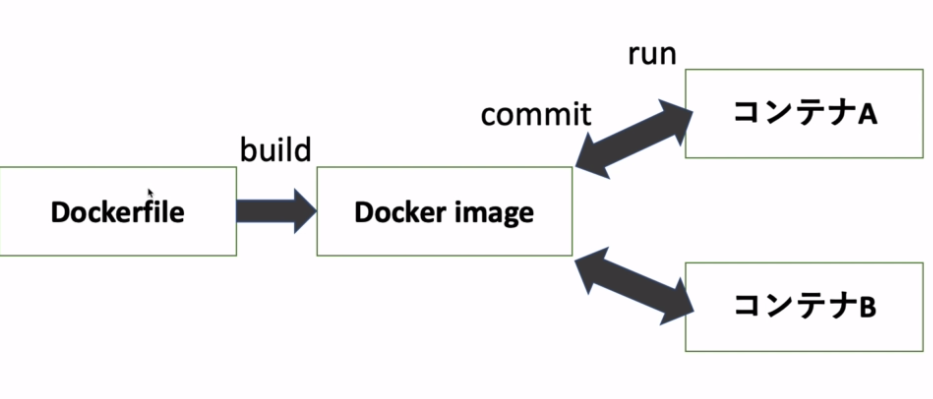 run
コンテナA
commit
build
Dockerfile
Docker image
コンテナB